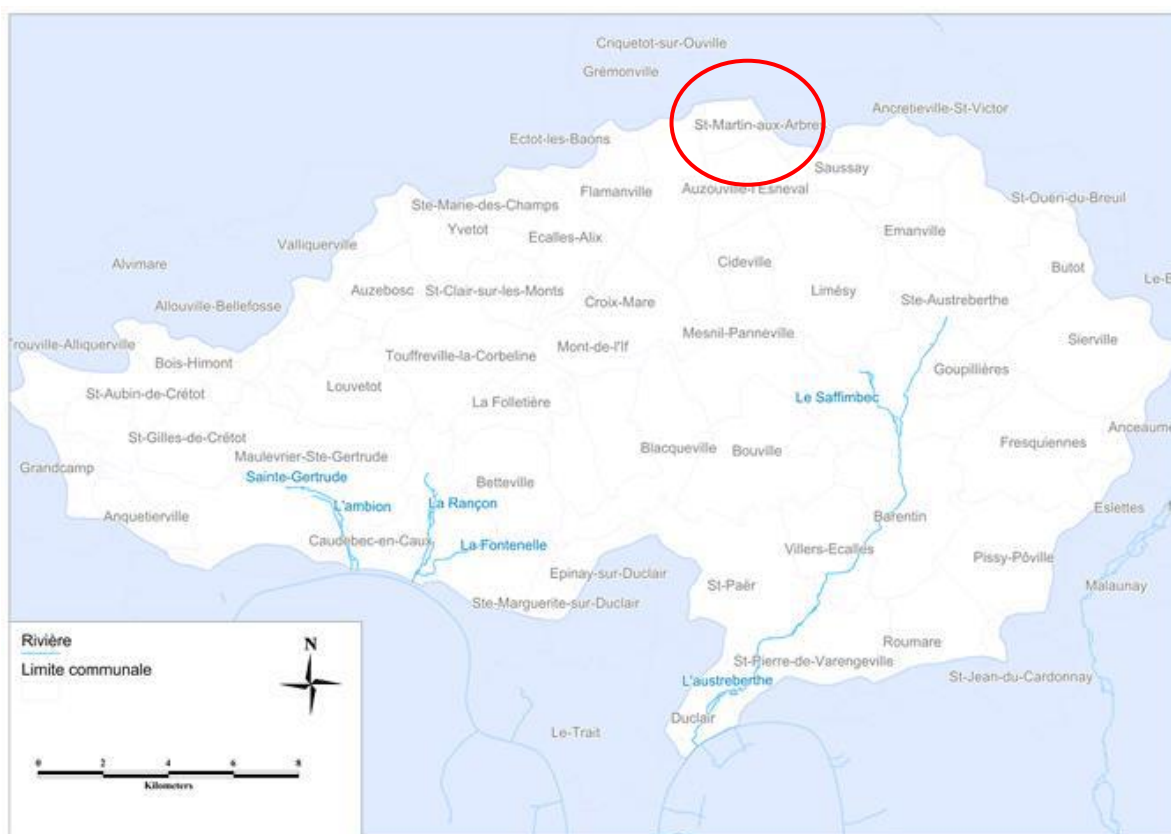 Criquetot-sur-Ouville
Grémonville
Ancretieville-St-Victor
St-Martin-aux-Arbres
Ectot-les-Baons
Saussay
Flamanville
Auzouville-l'Esneval
St-Ouen-du-Breuil
Ste-Marie-des-Champs
Yvetot
Ecalles-Alix
Emanville
Valliquerville
Alvimare
Cideville
Butot
Auzebosc
St-Clair-sur-les-Monts
Limésy
Allouville-Bellefosse
Croix-Mare
Ste-Austreberthe
Mesnil-Panneville
Sierville
Trouville-Alliquerville
Mont-de-l'If
Bois-Himont
Touffreville-la-Corbeline
Goupillières
St-Aubin-de-Crétot
Louvetot
La Folletière
Le Saffimbec
St-Gilles-de-Crétot
Anceaume
Fresquiennes
Blacqueville
Bouville
Maulevrier-Ste-Gertrude
Grandcamp
Sainte-Gertrude
Betteville
L'ambion
La Rançon
Anquetierville
Barentin
Eslettes
Caudebec-en-Caux
La Fontenelle
Villers-Ecalles
Pissy-Pôville
Epinay-sur-Duclair
St-Paër
Malaunay
Ste-Marguerite-sur-Duclair
Roumare
St-Pierre-de-Varengeville
L'austreberthe
St-Jean-du-Cardonnay
Duclair
Le-Trait
Rivière
N
Limite communale
0 2 4 6 8
Kilometers